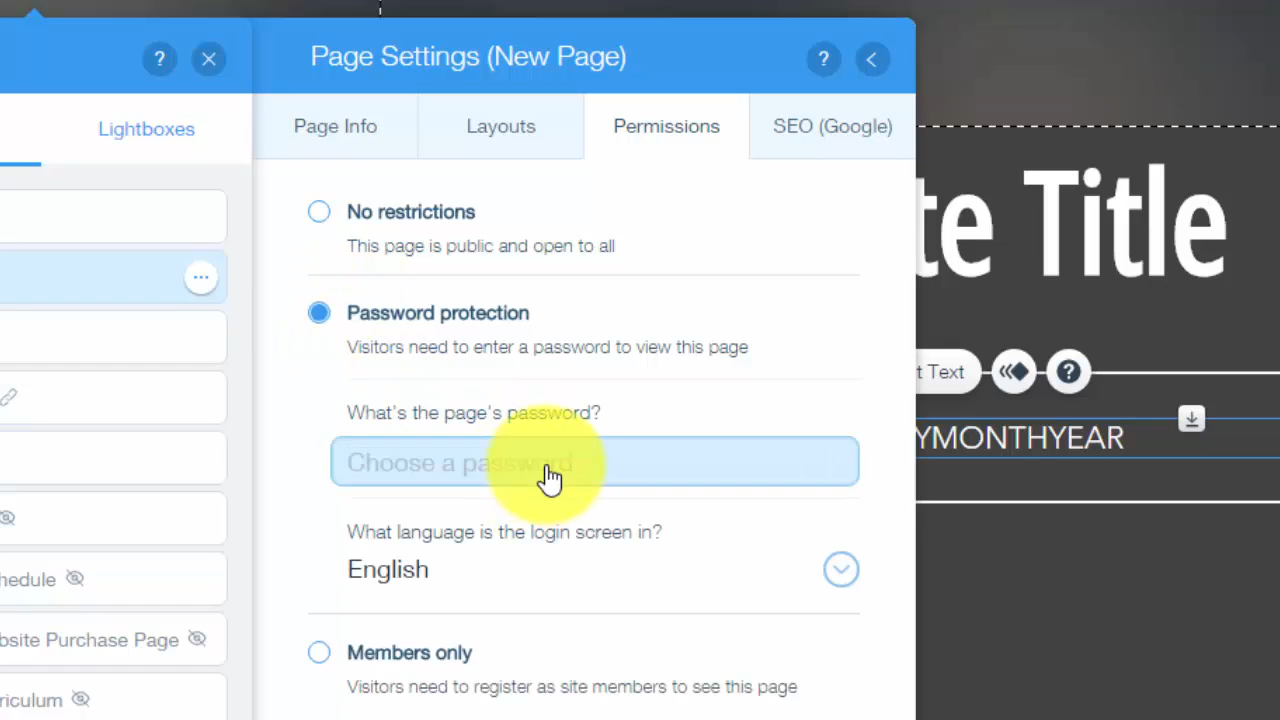 Page Settings (New Page)
?
?
Lightboxes
Page Info
Layouts
Permissions
SEO (Google)
te Title
No restrictions
This page is public and open to all
...
Password protection
Visitors need to enter a password to view this page
t Text
?
What's the page's password?
YMONTHYEAR
Choose a password
What language is the login screen in?
English
hedule
bsite Purchase Page
Members only
Visitors need to register as site members to see this page
riculum